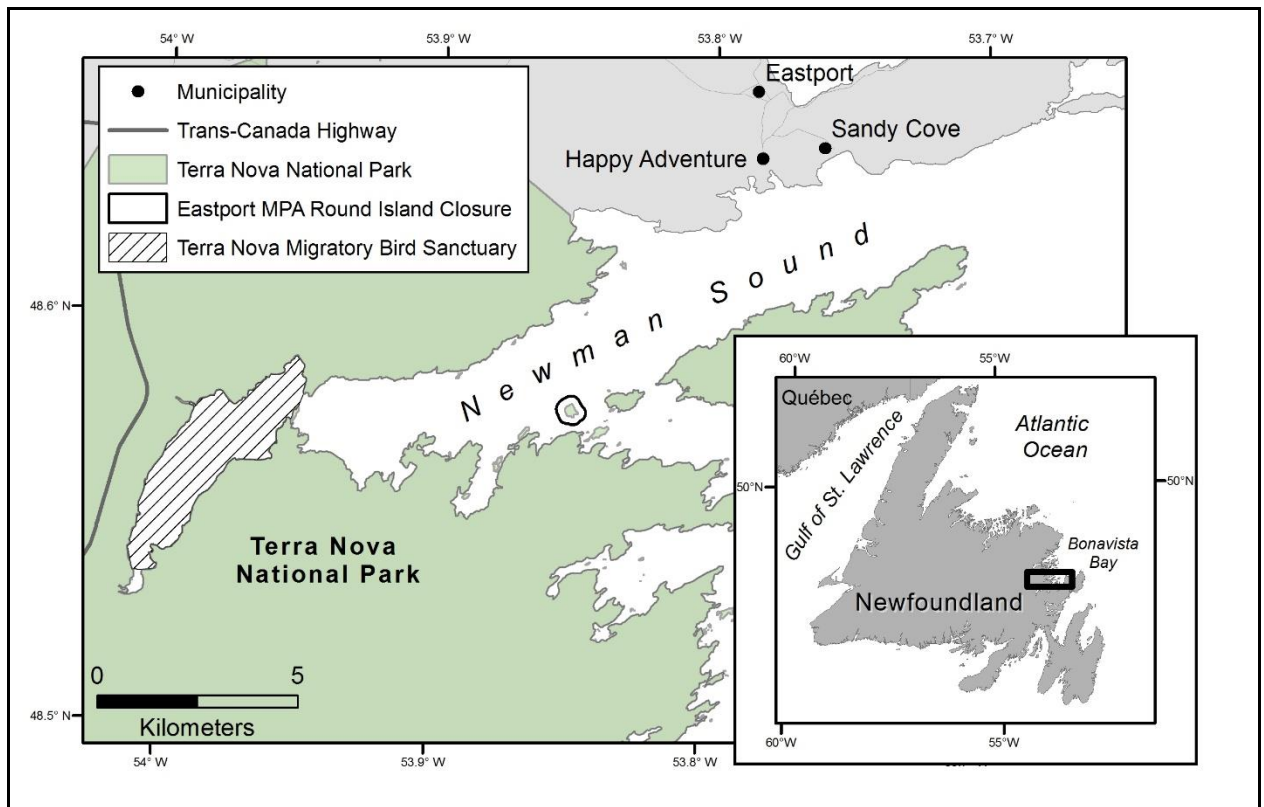 54° W
53.9° W
53.8° W
53.7° W
Municipality
Trans-Canada Highway
Terra Nova National Park
Eastport MPA Round Island Closure
Terra Nova Migratory Bird Sanctuary
Eastport
Sandy Cove
Happy Adventure
Newman Sound
48.6° N
Terra Nova
National Park
0 5
Kilometers
48.5° N
54° W
53.9° W
53.8° W
60°W
55°W
Québec
Atlantic
Ocean
Gulf of St. Lawrence
50°N
50°N
Bonavista
Bay
Newfoundland
60°W
55°W